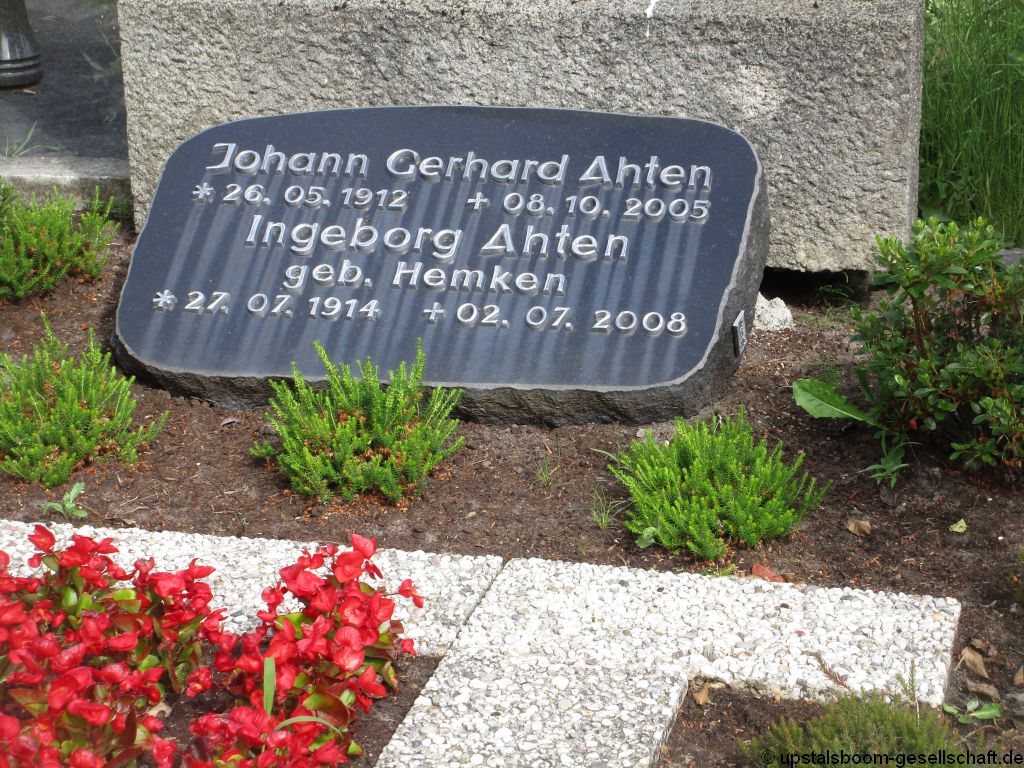 Johann Gerhard Ahten
* 26. 05. 1912 + 08. 10. 2005
Ingeborg Ahten
geb. Hemken
* 27. 07. 1914 + 02. 07. 2008
© upstalsboom-gesellschaft.de